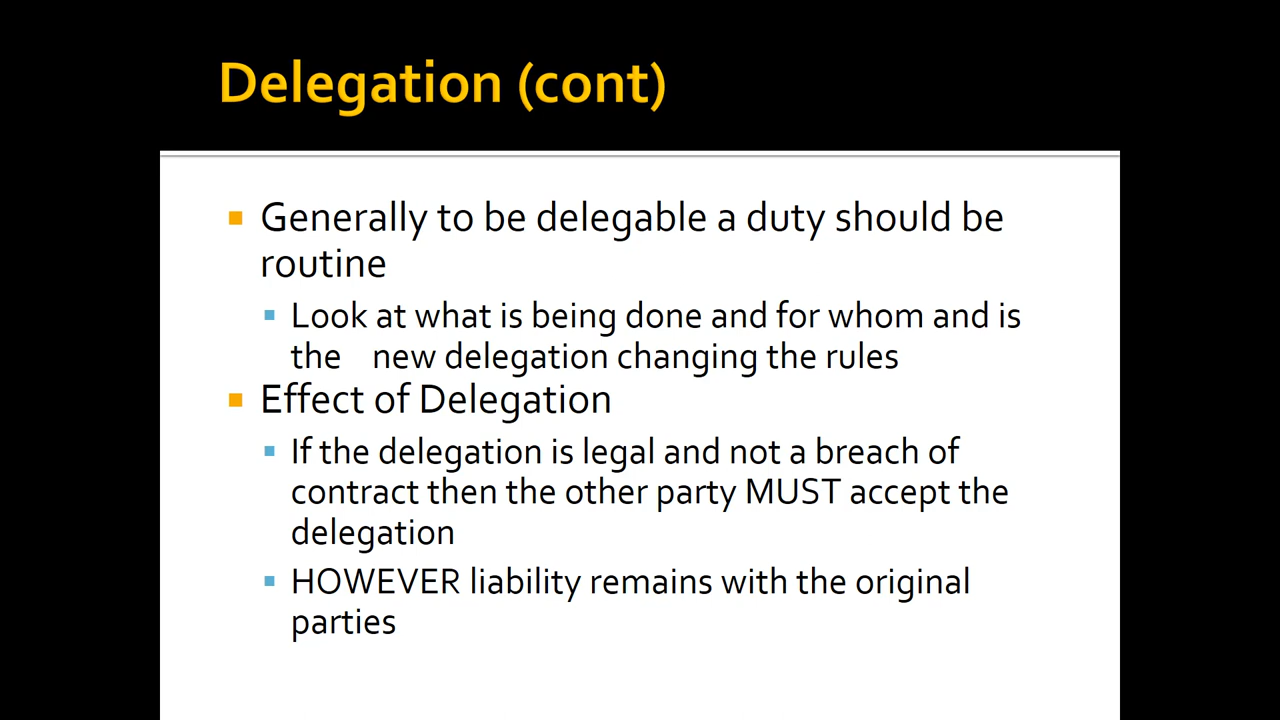 Delegation (cont)
Generally to be delegable a duty should be
routine
Look at what is being done and for whom and is
the new delegation changing the rules
Effect of Delegation
If the delegation is legal and not a breach of
contract then the other party MUST accept the
delegation
HOWEVER liability remains with the original
parties